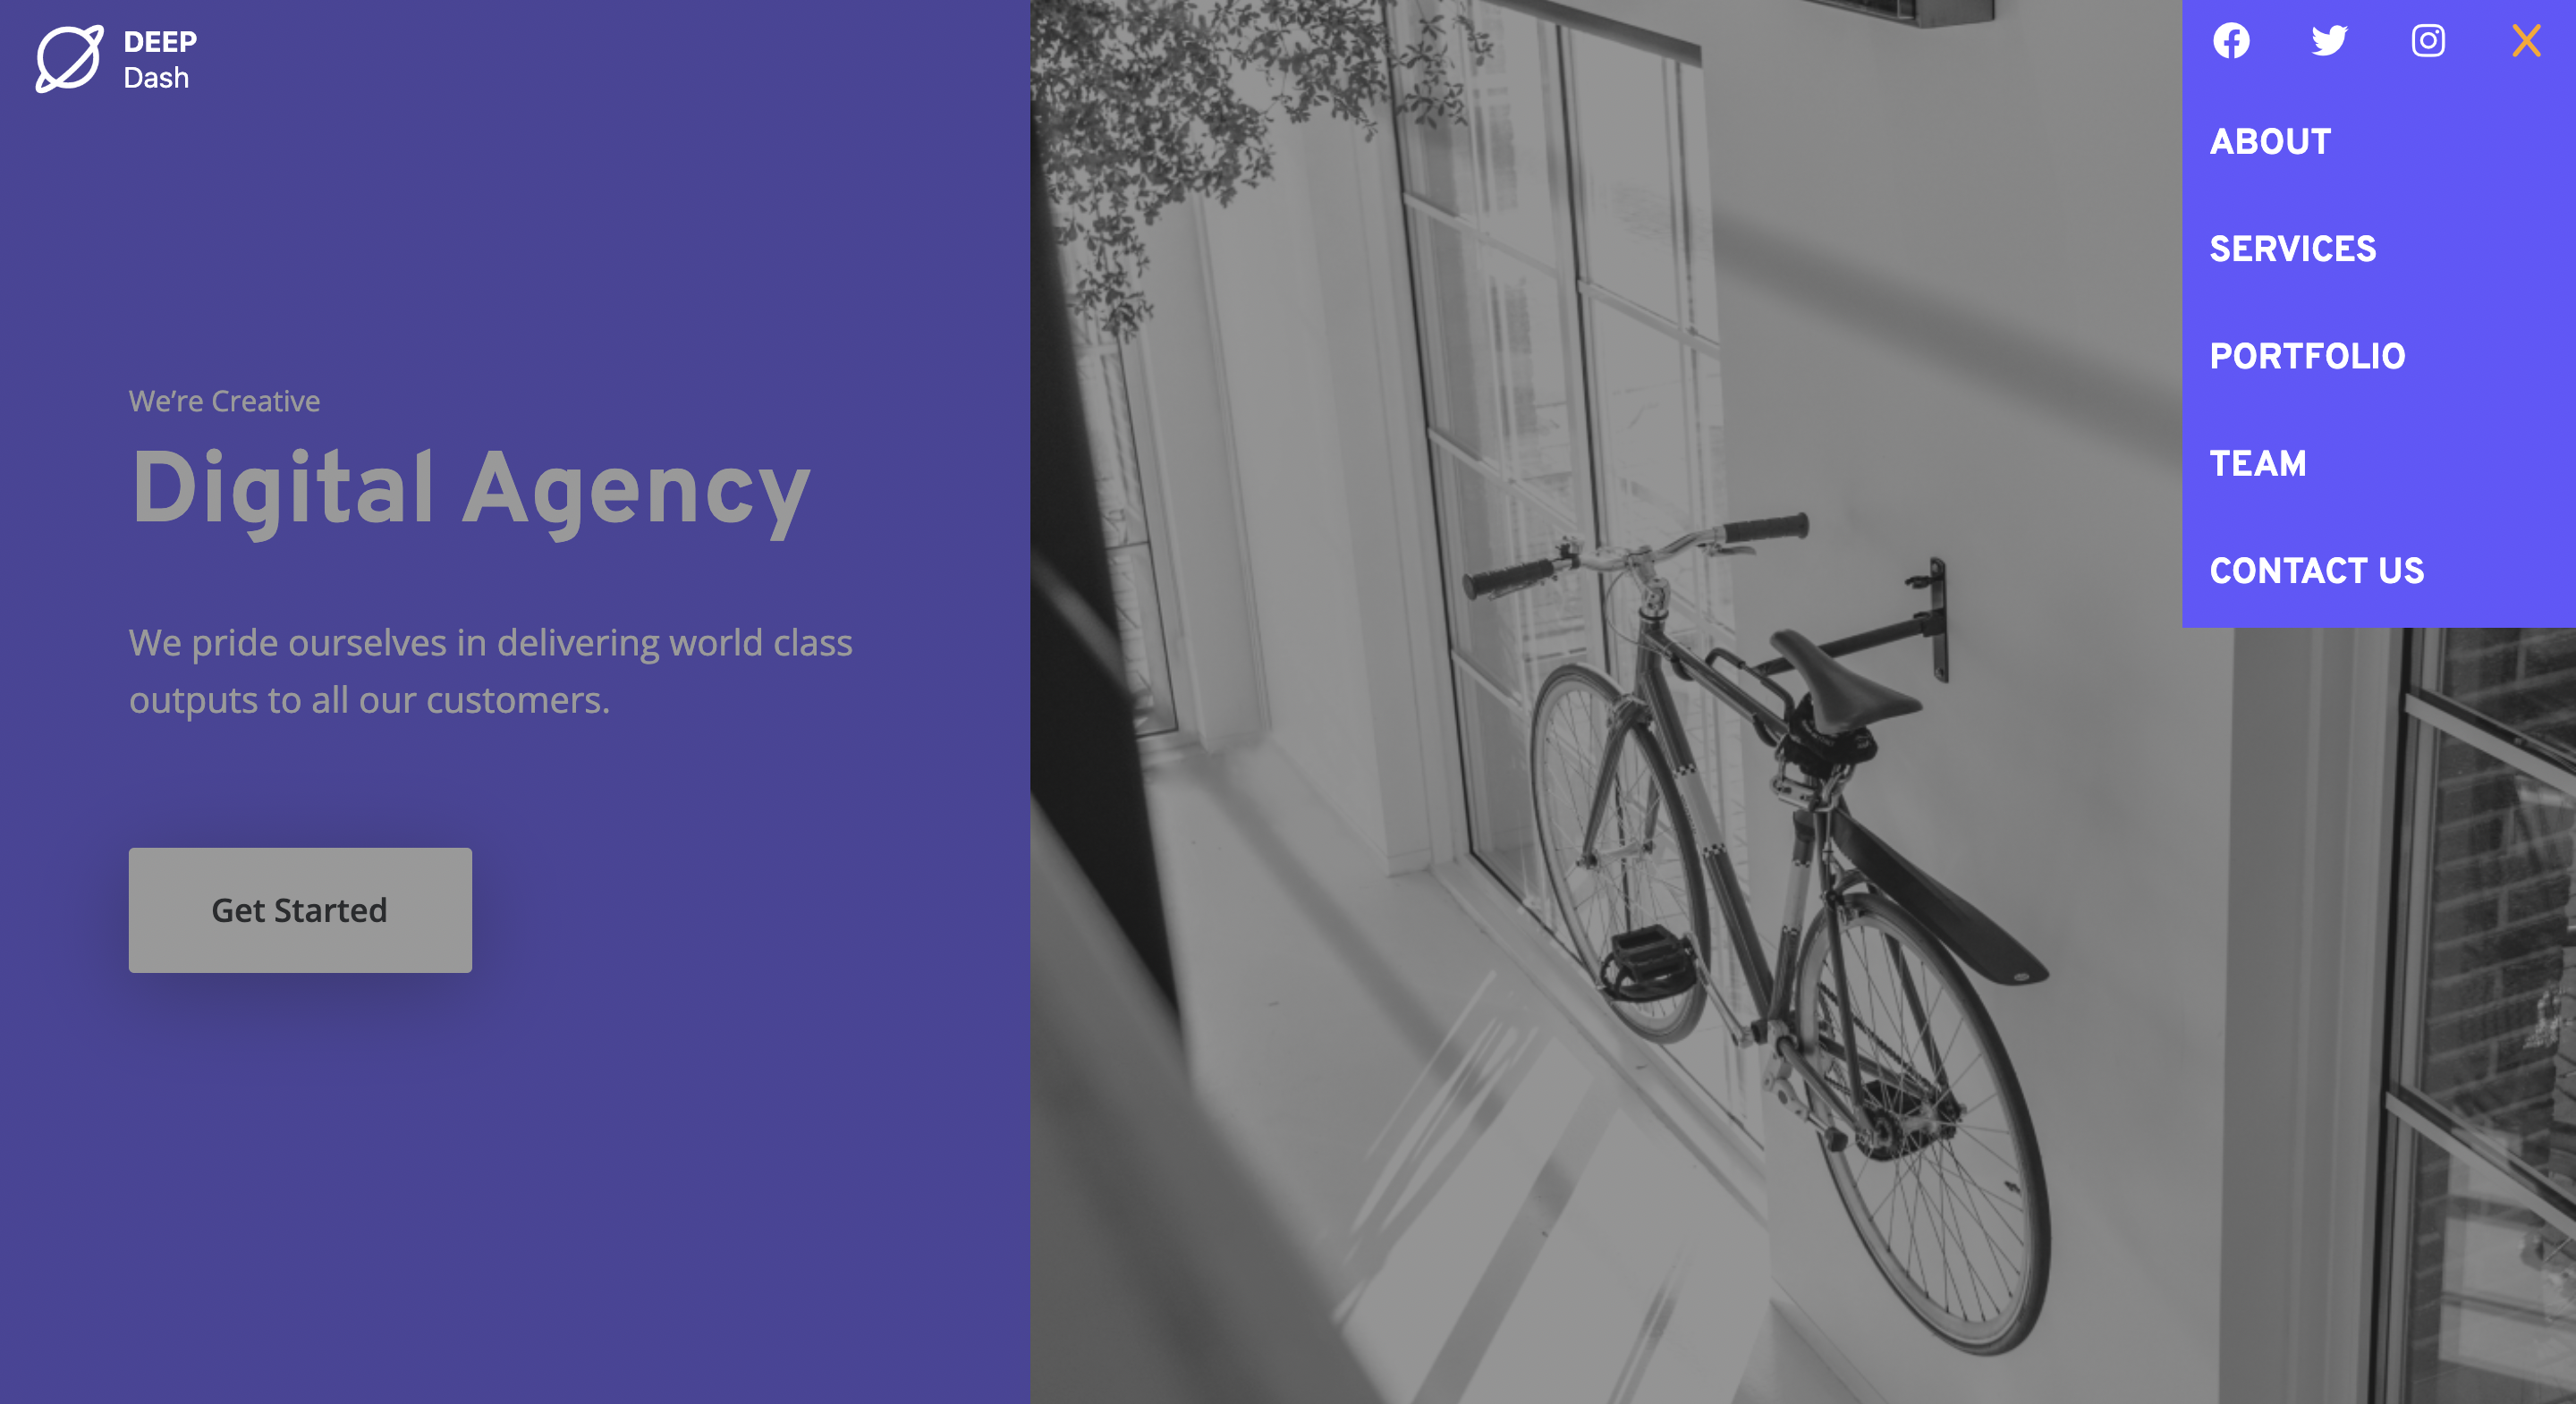 DEEP
Dash
ABOUT
SERVICES
PORTFOLIO
TEAM
CONTACT US
We’re Creative
Digital Agency
We pride ourselves in delivering world class
outputs to all our customers.
Get Started